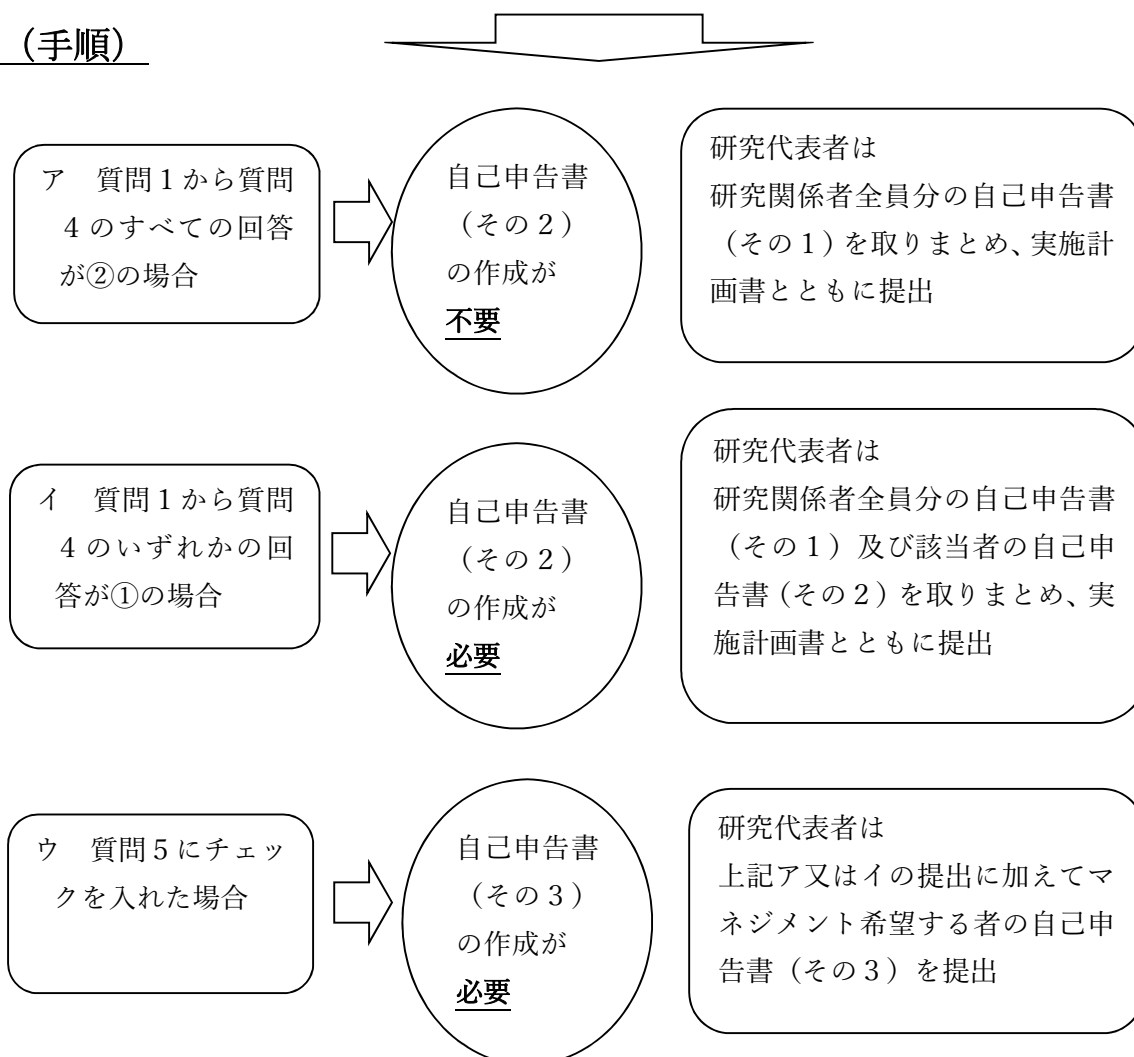 （手順）
ア　質問１から質問
４のすべての回答
が②の場合
自己申告書
（その２）
の作成が
不要
研究代表者は
研究関係者全員分の自己申告書
（その１）を取りまとめ、実施計
画書とともに提出
イ　質問１から質問
４のいずれかの回
答が①の場合
自己申告書
（その２）
の作成が
必要
研究代表者は
研究関係者全員分の自己申告書
（その１）及び該当者の自己申
告書（その２）を取りまとめ、実
施計画書とともに提出
ウ　質問５にチェッ
クを入れた場合
自己申告書
（その３）
の作成が
必要
研究代表者は
上記ア又はイの提出に加えてマ
ネジメント希望する者の自己申
告書（その３）を提出